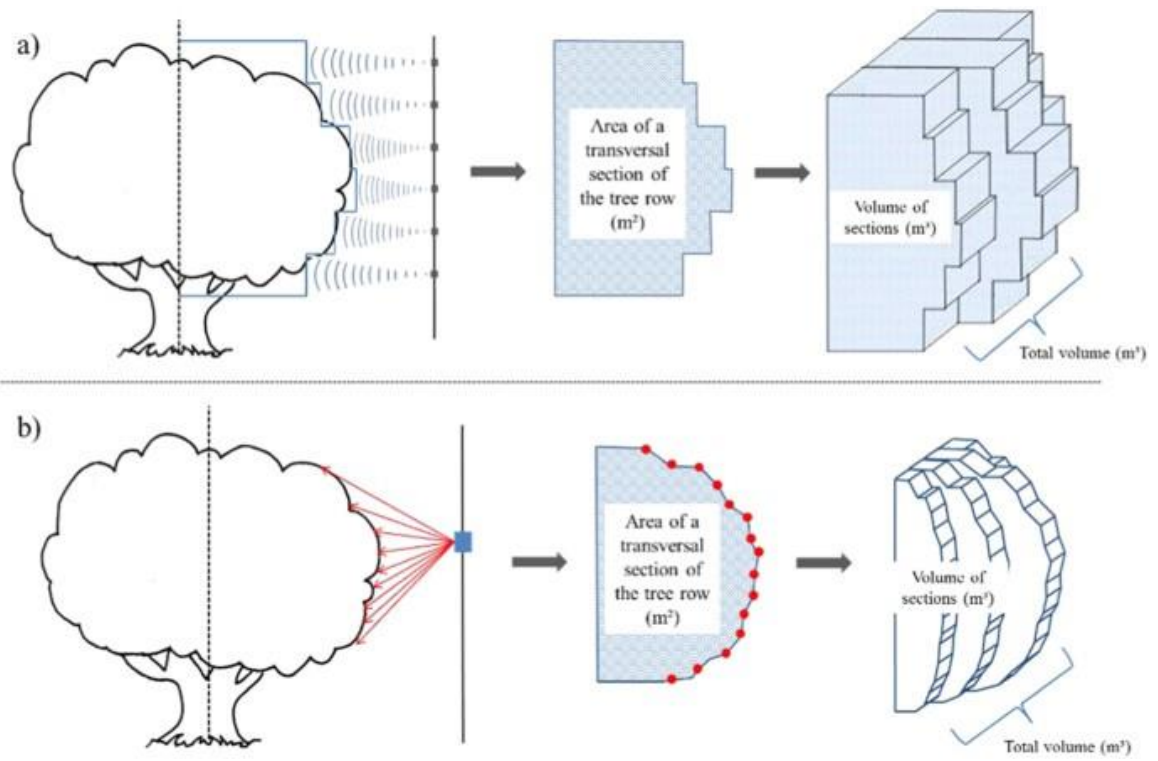 a)
Area of a
transversal
section of
the tree row
(m²)
Volume of
sections (m³)
Total volume (m³)
b)
Area of a
transversal
section of
the tree row
(m²)
Volume of
sections (m³)
Total volume (m³)